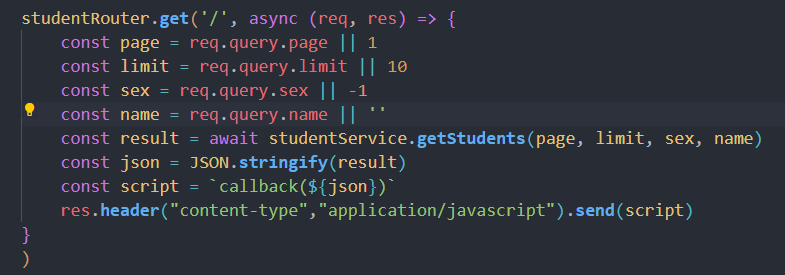 studentRouter.get('/', async (req, res) => {
    const page = req.query.page || 1
    const limit = req.query.limit || 10
    const sex = req.query.sex || -1
    const name = req.query.name || ''
    const result = await studentService.getStudents(page, limit, sex, name)
    const json = JSON.stringify(result)
    const script = `callback(${json})`
    res.header("content-type","application/javascript").send(script)
}
)